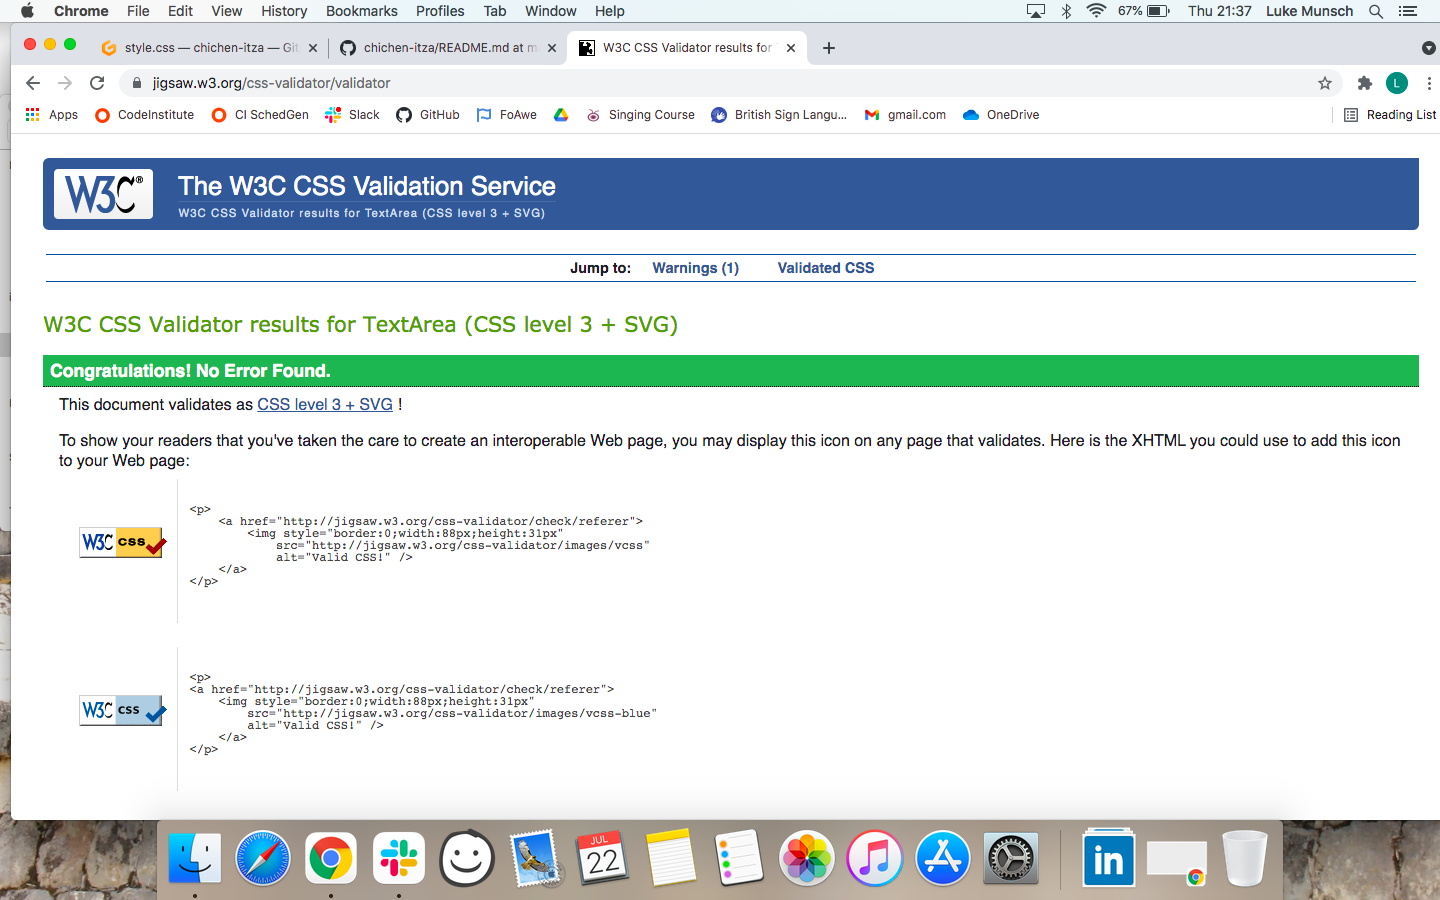 Chrome File Edit View History Bookmarks Profiles Tab Window Help 67% Thu 21:37 Luke Munsch
style.css — chichen-itza — Git chichen-itza/README.md at m W3C CSS Validator results for
jigsaw.w3.org/css-validator/validator L
Apps CodeInstitute CI SchedGen Slack GitHub FoAwe Singing Course British Sign Langu... gmail.com OneDrive Reading List
W3C® The W3C CSS Validation Service
W3C CSS Validator results for TextArea (CSS level 3 + SVG)
Jump to: Warnings (1) Validated CSS
W3C CSS Validator results for TextArea (CSS level 3 + SVG)
Congratulations! No Error Found.
This document validates as CSS level 3 + SVG !
To show your readers that you've taken the care to create an interoperable Web page, you may display this icon on any page that validates. Here is the XHTML you could use to add this icon
to your Web page:
<p>
<a href="http://jigsaw.w3.org/css-validator/check/referer">
<img style="border:0;width:88px;height:31px"
W3C css
src="http://jigsaw.w3.org/css-validator/images/vcss"
alt="Valid CSS!" />
</a>
</p>
<p>
<a href="http://jigsaw.w3.org/css-validator/check/referer">
<img style="border:0;width:88px;height:31px"
W3C css
src="http://jigsaw.w3.org/css-validator/images/vcss-blue"
alt="Valid CSS!" />
</a>
</p>
JUL
22
in